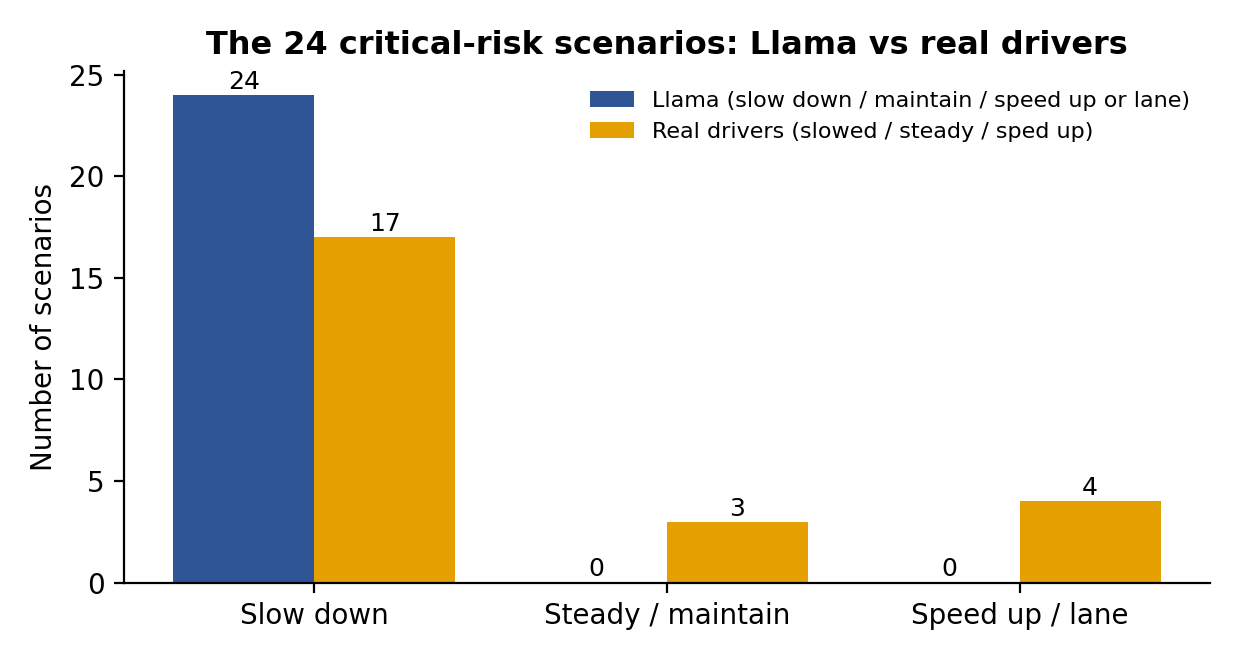 The 24 critical-risk scenarios: Llama vs real drivers
Llama (slow down / maintain / speed up or lane)
Real drivers (slowed / steady / sped up)
Number of scenarios
25
20
15
10
5
0
24
17
0
3
0
4
Slow down
Steady / maintain
Speed up / lane